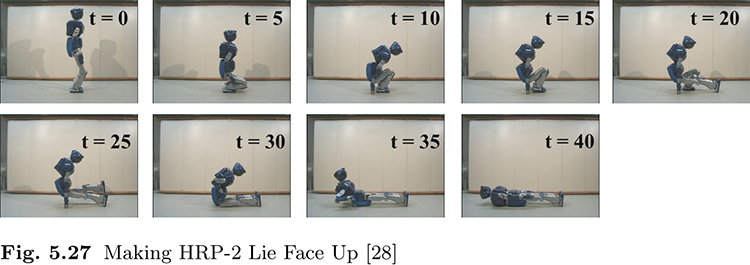 t = 0
t = 5
t = 10
t = 15
t = 20
t = 25
t = 30
t = 35
t = 40
Fig. 5.27 Making HRP-2 Lie Face Up [28]